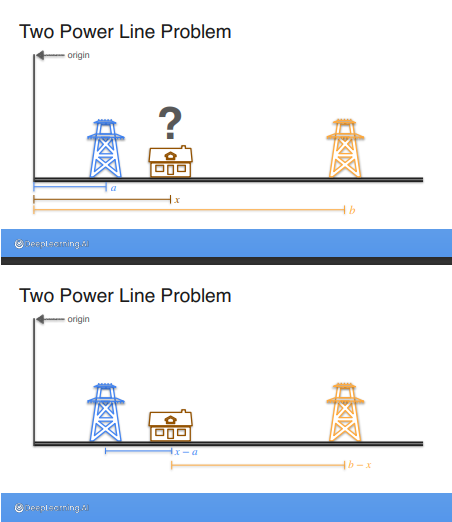 Two Power Line Problem
origin
?
a
x
b
DeepLearning.AI
Two Power Line Problem
origin
x − a
b − x
DeepLearning.AI